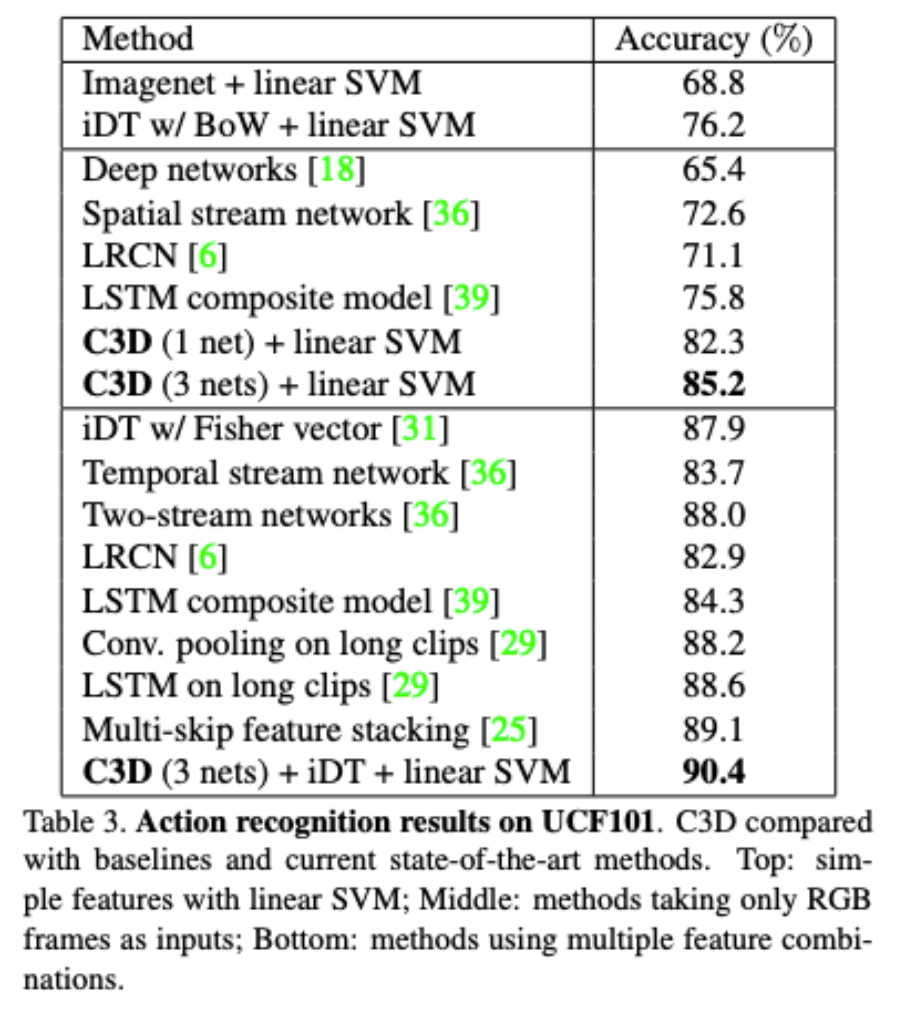 Method Accuracy (%)
Imagenet + linear SVM 68.8
iDT w/ BoW + linear SVM 76.2
Deep networks [18] 65.4
Spatial stream network [36] 72.6
LRCN [6] 71.1
LSTM composite model [39] 75.8
C3D (1 net) + linear SVM 82.3
C3D (3 nets) + linear SVM 85.2
iDT w/ Fisher vector [31] 87.9
Temporal stream network [36] 83.7
Two-stream networks [36] 88.0
LRCN [6] 82.9
LSTM composite model [39] 84.3
Conv. pooling on long clips [29] 88.2
LSTM on long clips [29] 88.6
Multi-skip feature stacking [25] 89.1
C3D (3 nets) + iDT + linear SVM 90.4
Table 3. Action recognition results on UCF101. C3D compared
with baselines and current state-of-the-art methods. Top: sim-
ple features with linear SVM; Middle: methods taking only RGB
frames as inputs; Bottom: methods using multiple feature combi-
nations.